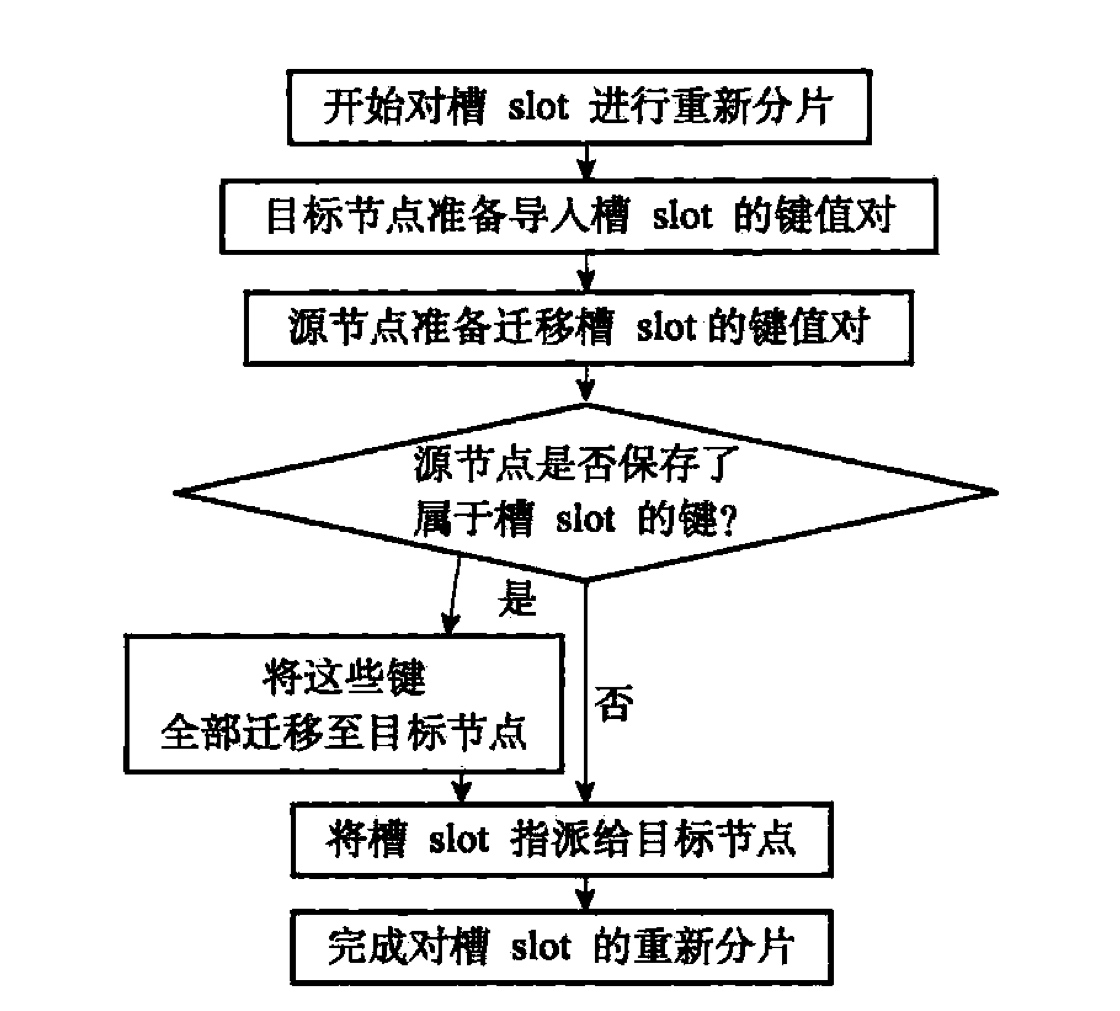 开始对槽 slot 进行重新分片
目标节点准备导入槽 slot 的键值对
源节点准备迁移槽 slot 的键值对
源节点是否保存了
属于槽 slot 的键?
是
将这些键
全部迁移至目标节点
否
将槽 slot 指派给目标节点
完成对槽 slot 的重新分片